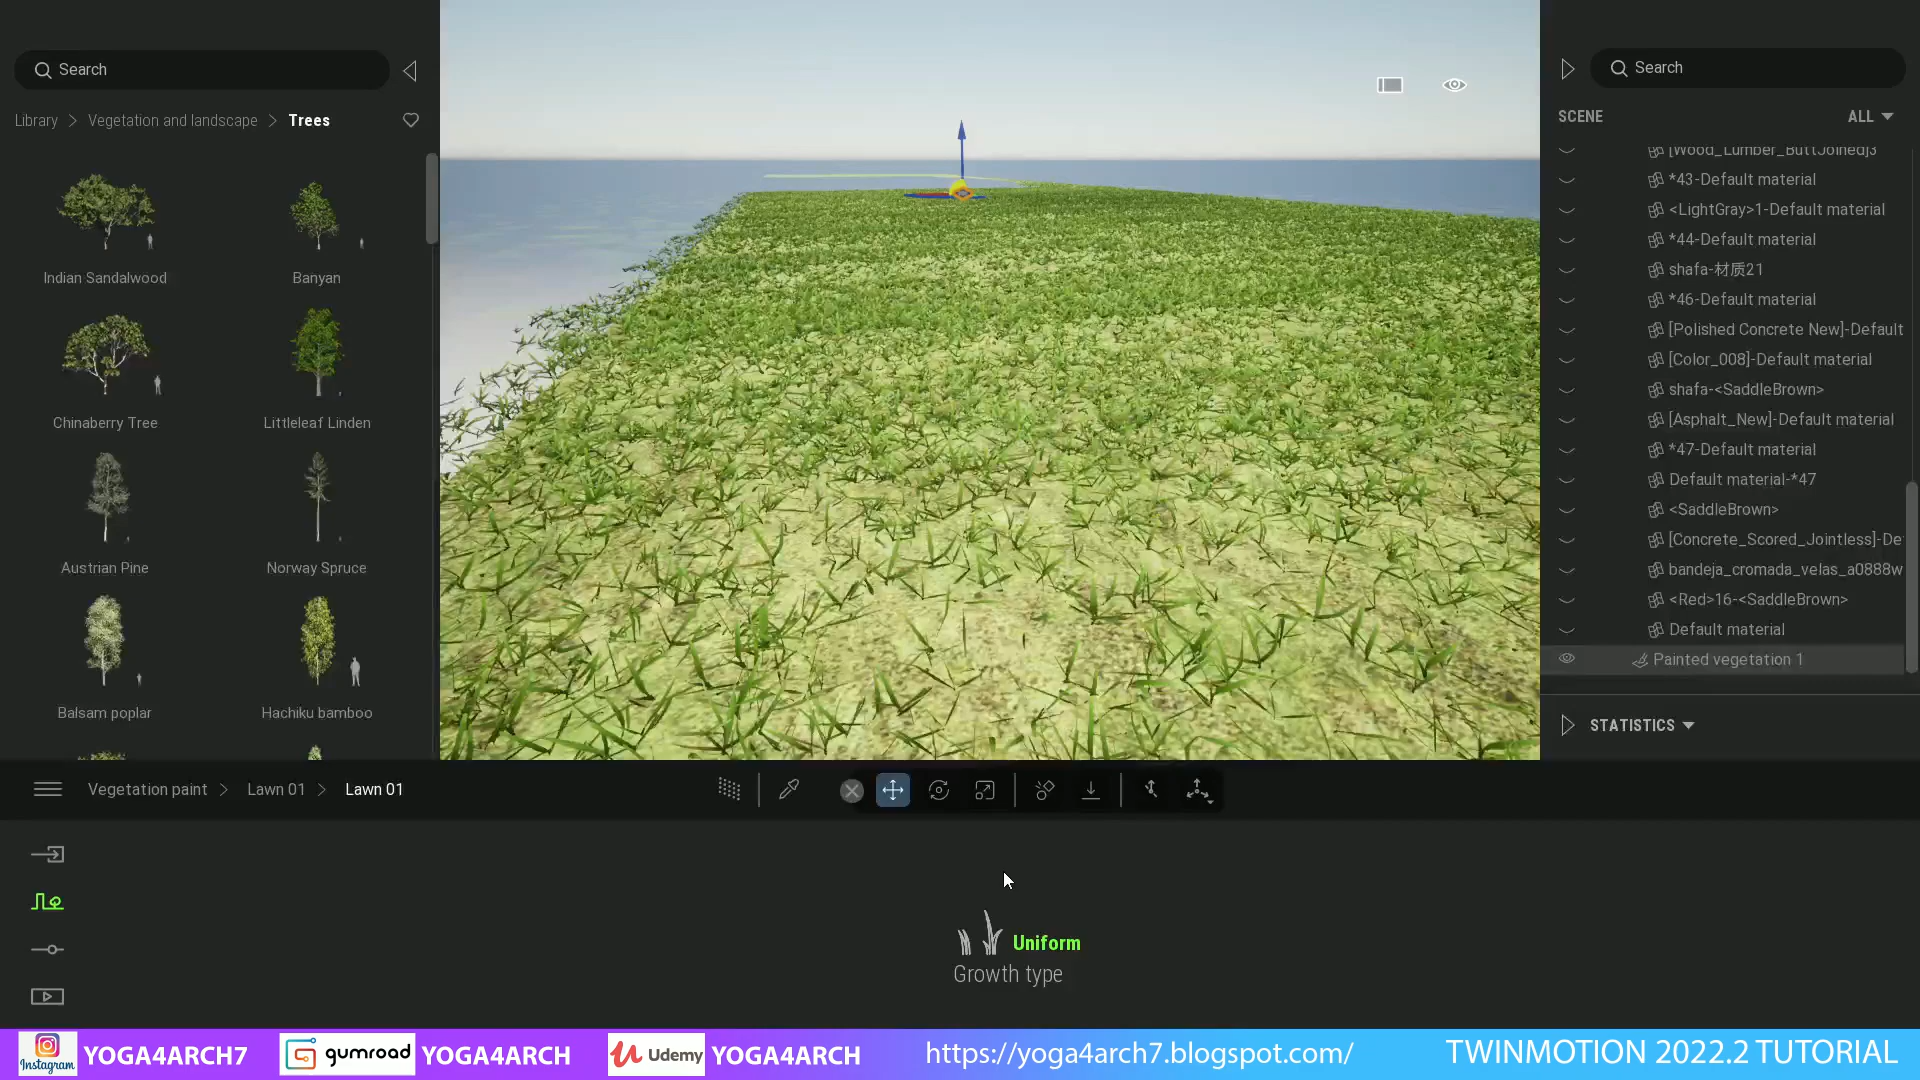 Search
Library > Vegetation and landscape > Trees
Indian Sandalwood
Banyan
Chinaberry Tree
Littleleaf Linden
Austrian Pine
Norway Spruce
Balsam poplar
Hachiku bamboo
Search
SCENE
ALL
[Wood_Lumber_ButtJoined]3
*43-Default material
<LightGray>1-Default material
*44-Default material
shafa-材质21
*46-Default material
[Polished Concrete New]-Default
[Color_008]-Default material
shafa-<SaddleBrown>
[Asphalt_New]-Default material
*47-Default material
Default material-*47
<SaddleBrown>
[Concrete_Scored_Jointless]-De
bandeja_cromada_velas_a0888w
<Red>16-<SaddleBrown>
Default material
Painted vegetation 1
STATISTICS
Vegetation paint > Lawn 01 > Lawn 01
Uniform
Growth type
Instagram YOGA4ARCH7
gumroad YOGA4ARCH
Udemy YOGA4ARCH
https://yoga4arch7.blogspot.com/
TWINMOTION 2022.2 TUTORIAL